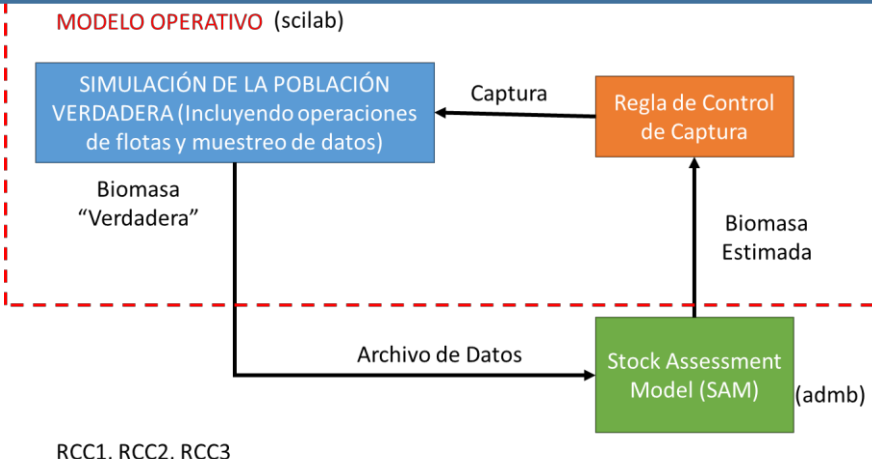 MODELO OPERATIVO (scilab)
SIMULACIÓN DE LA POBLACIÓN
VERDADERA (Incluyendo operaciones
de flotas y muestreo de datos)
Captura
Regla de Control
de Captura
Biomasa
“Verdadera”
Biomasa
Estimada
Archivo de Datos
Stock Assessment
Model (SAM)
(admb)
RCC1, RCC2, RCC3